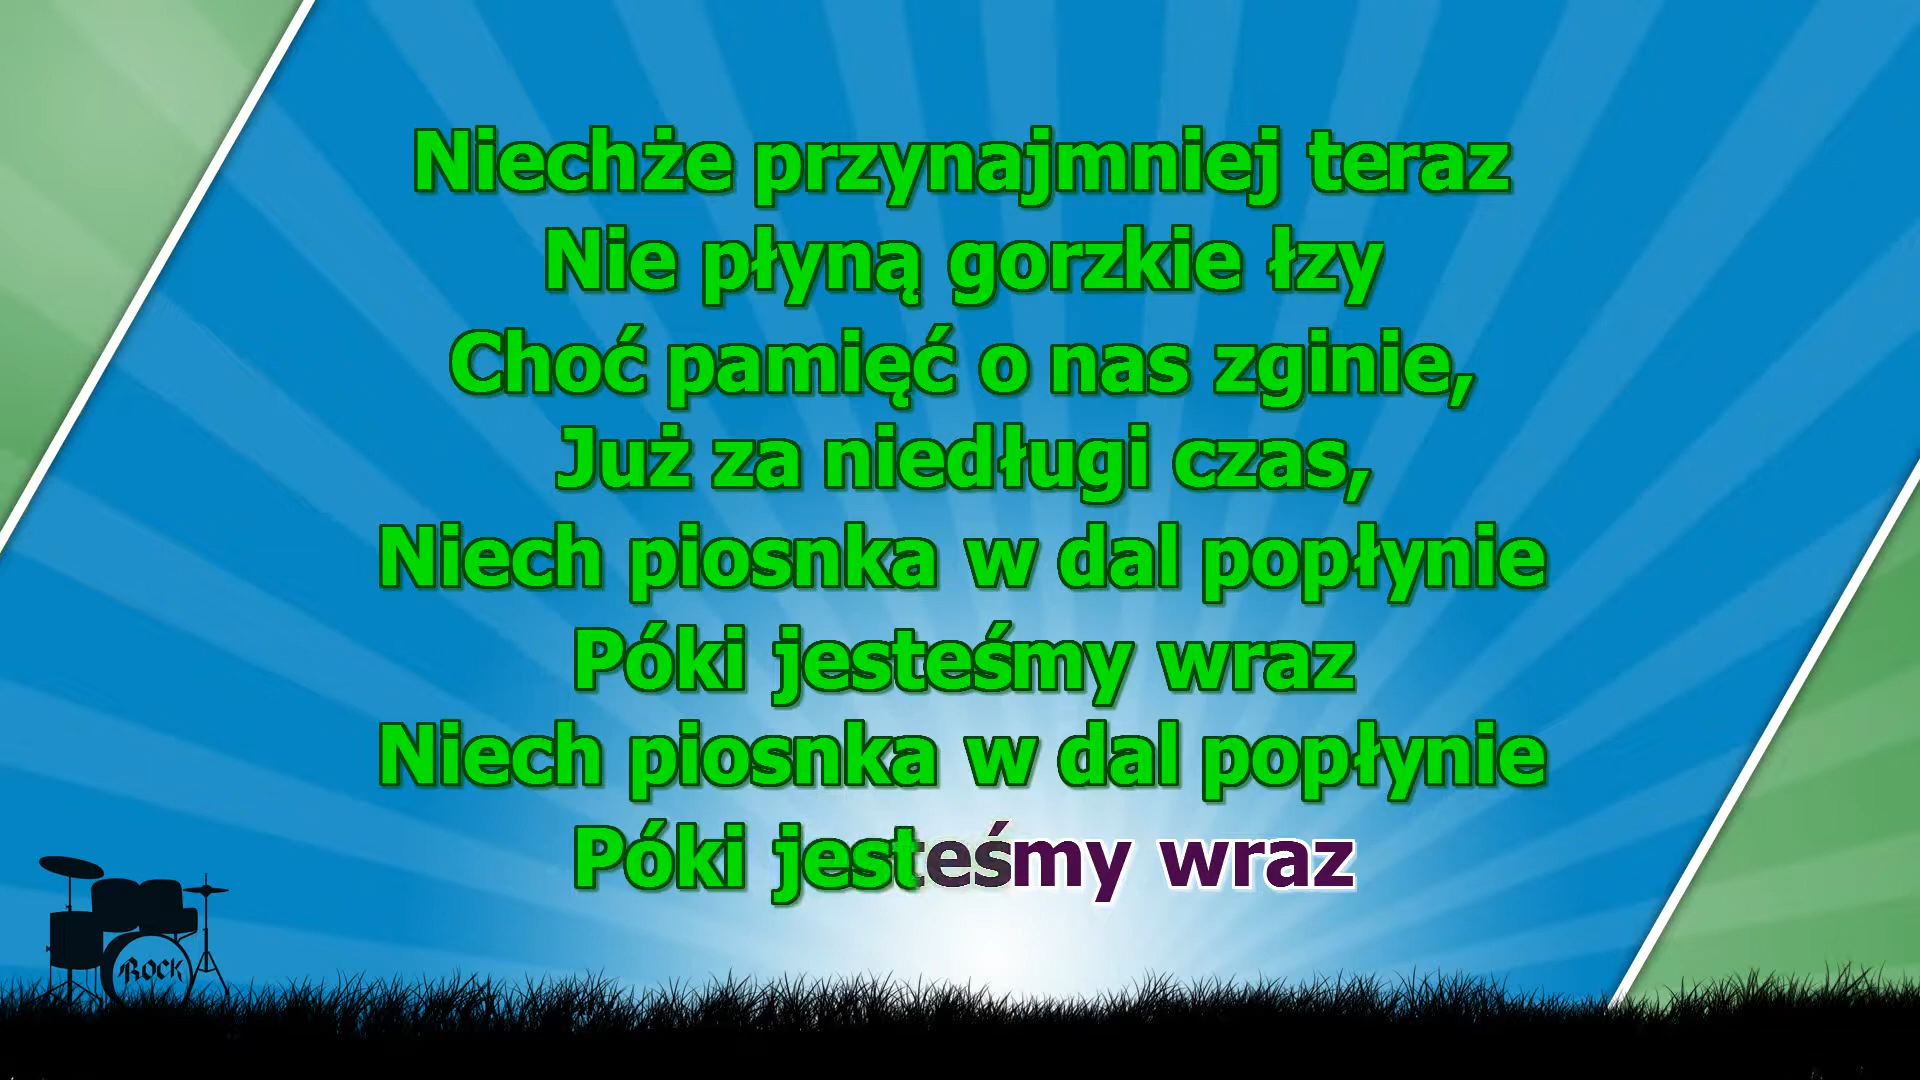 Niechże przynajmniej teraz
Nie płyną gorzkie łzy
Choć pamięć o nas zginie,
Już za niedługi czas,
Niech piosnka w dal popłynie
Póki jesteśmy wraz
Niech piosnka w dal popłynie
Póki jesteśmy wraz
ROCK